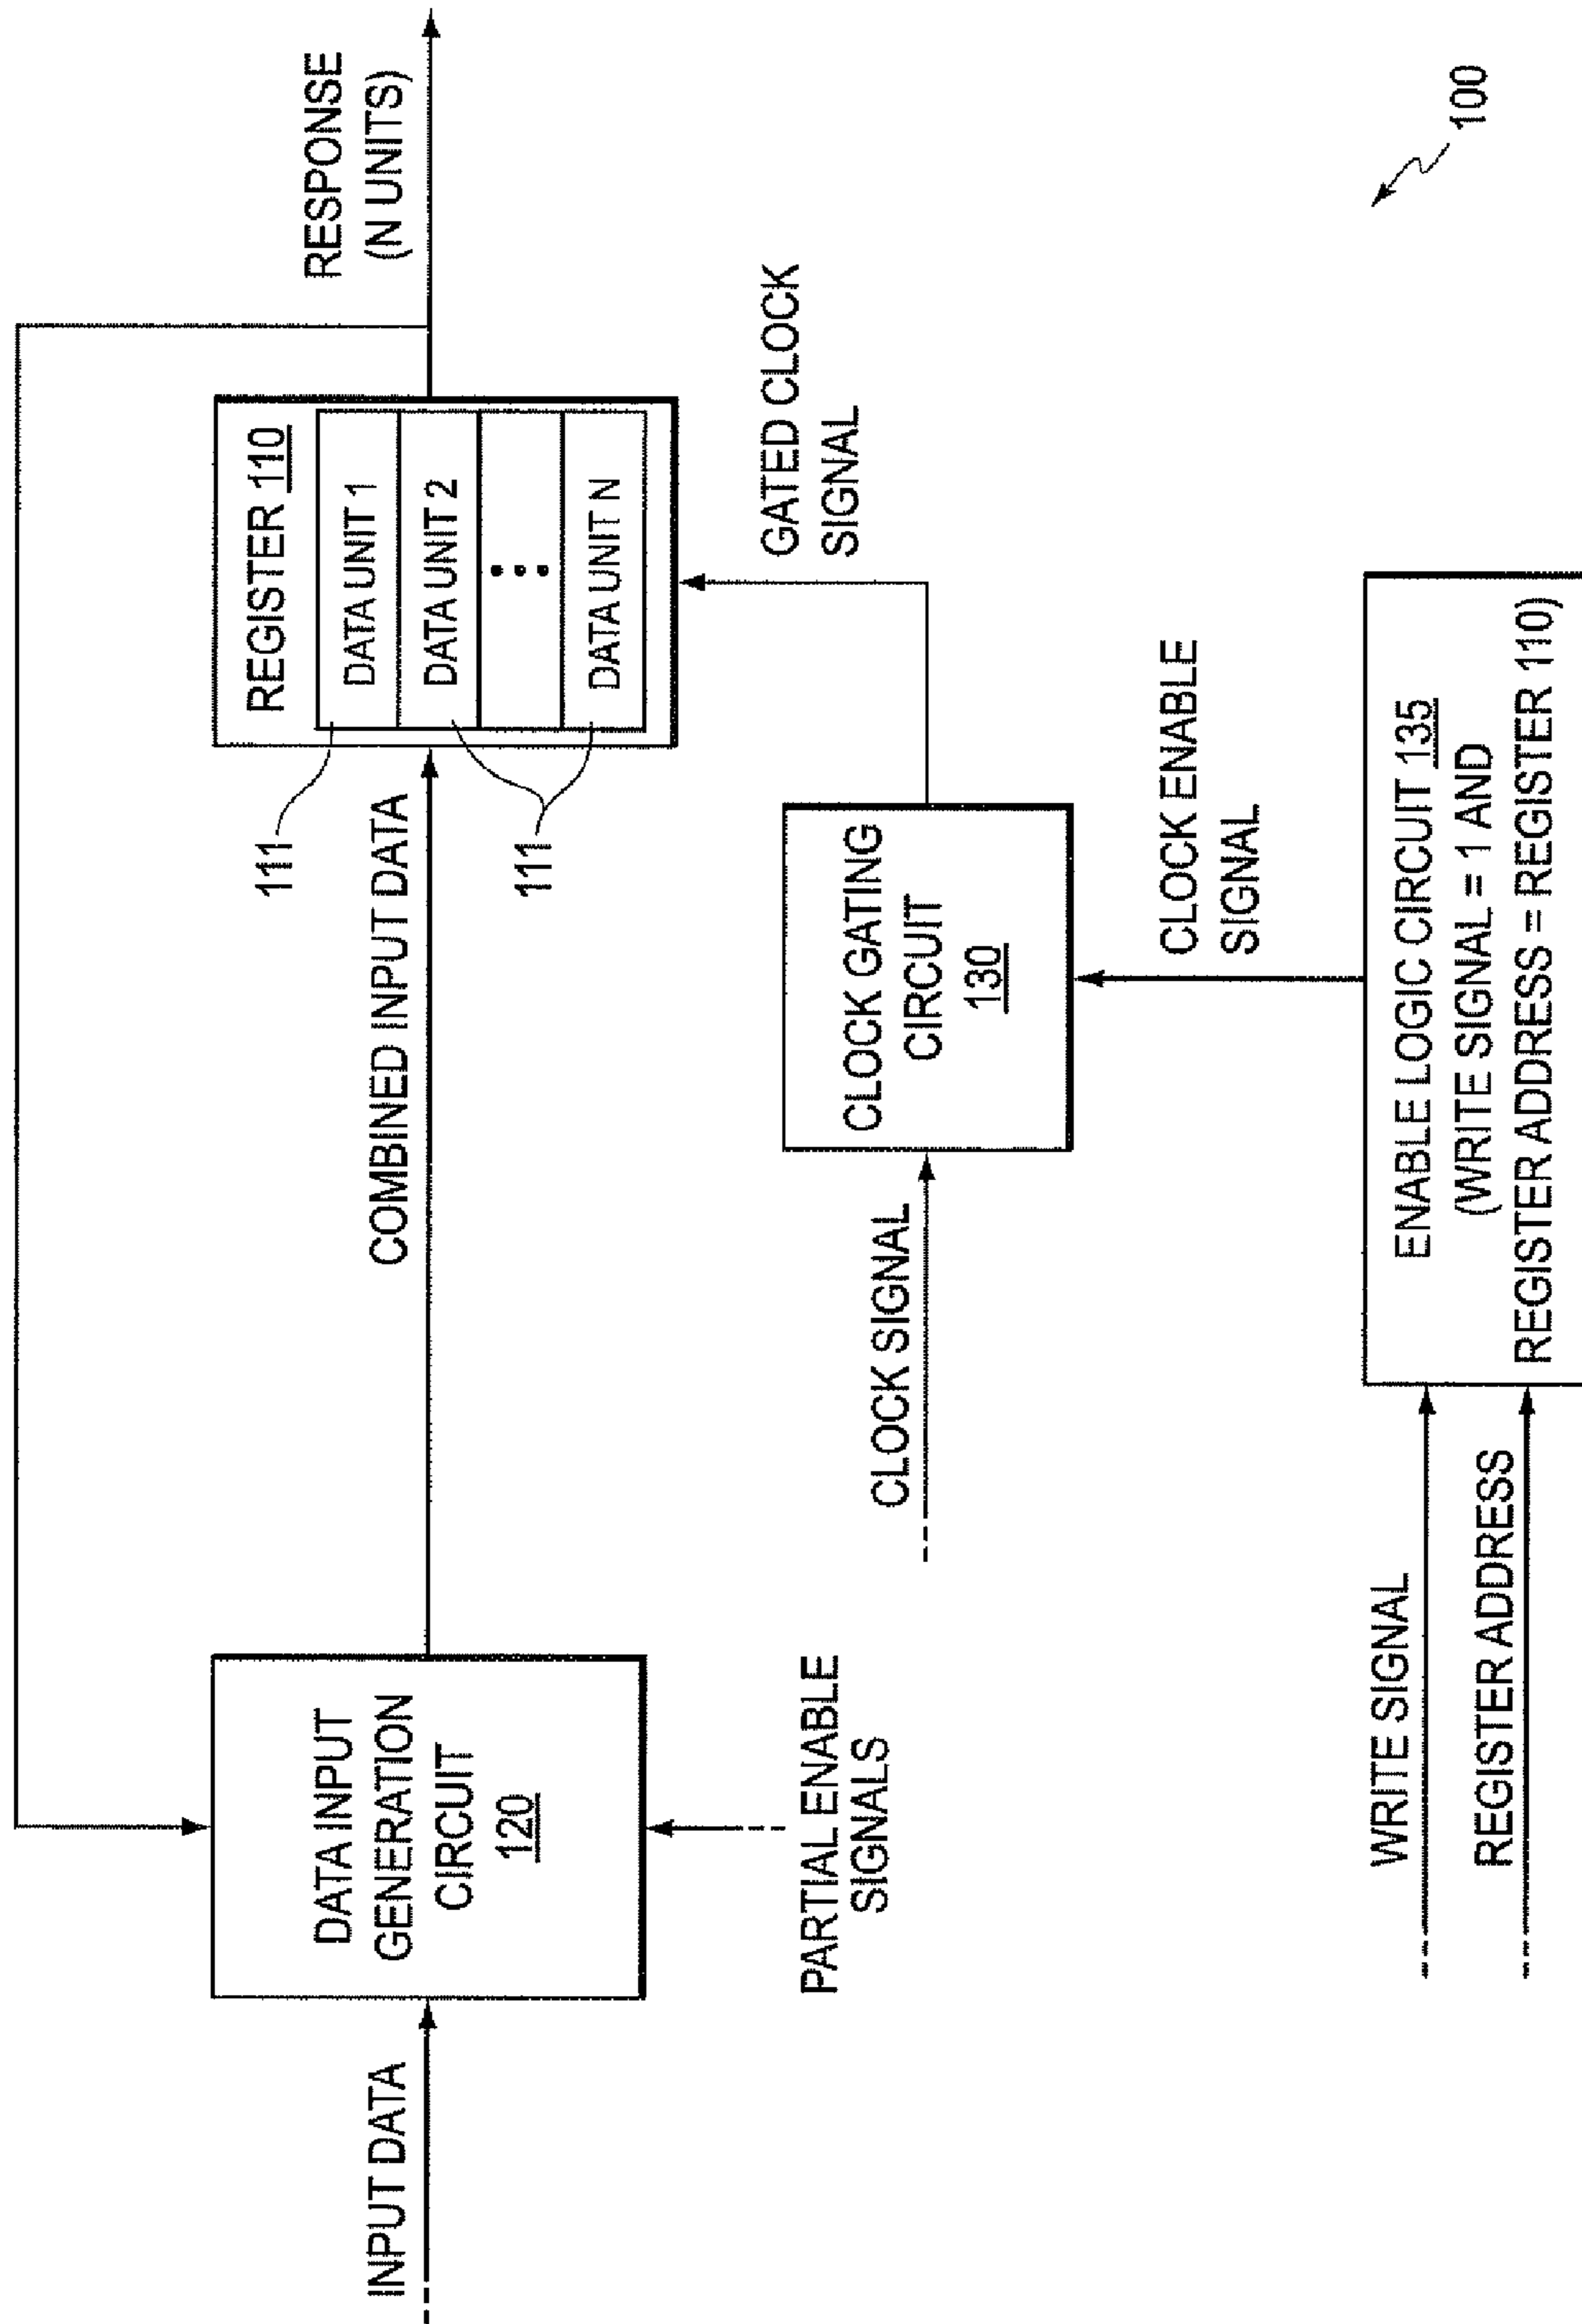 RESPONSE
(N UNITS)
REGISTER 110
DATA UNIT 1
DATA UNIT 2
• • •
DATA UNIT N
111
111
COMBINED INPUT DATA
DATA INPUT
GENERATION
CIRCUIT
120
INPUT DATA
PARTIAL ENABLE
SIGNALS
GATED CLOCK
SIGNAL
CLOCK GATING
CIRCUIT
130
CLOCK SIGNAL
CLOCK ENABLE
SIGNAL
ENABLE LOGIC CIRCUIT 135
(WRITE SIGNAL = 1 AND
REGISTER ADDRESS = REGISTER 110)
WRITE SIGNAL
REGISTER ADDRESS
100